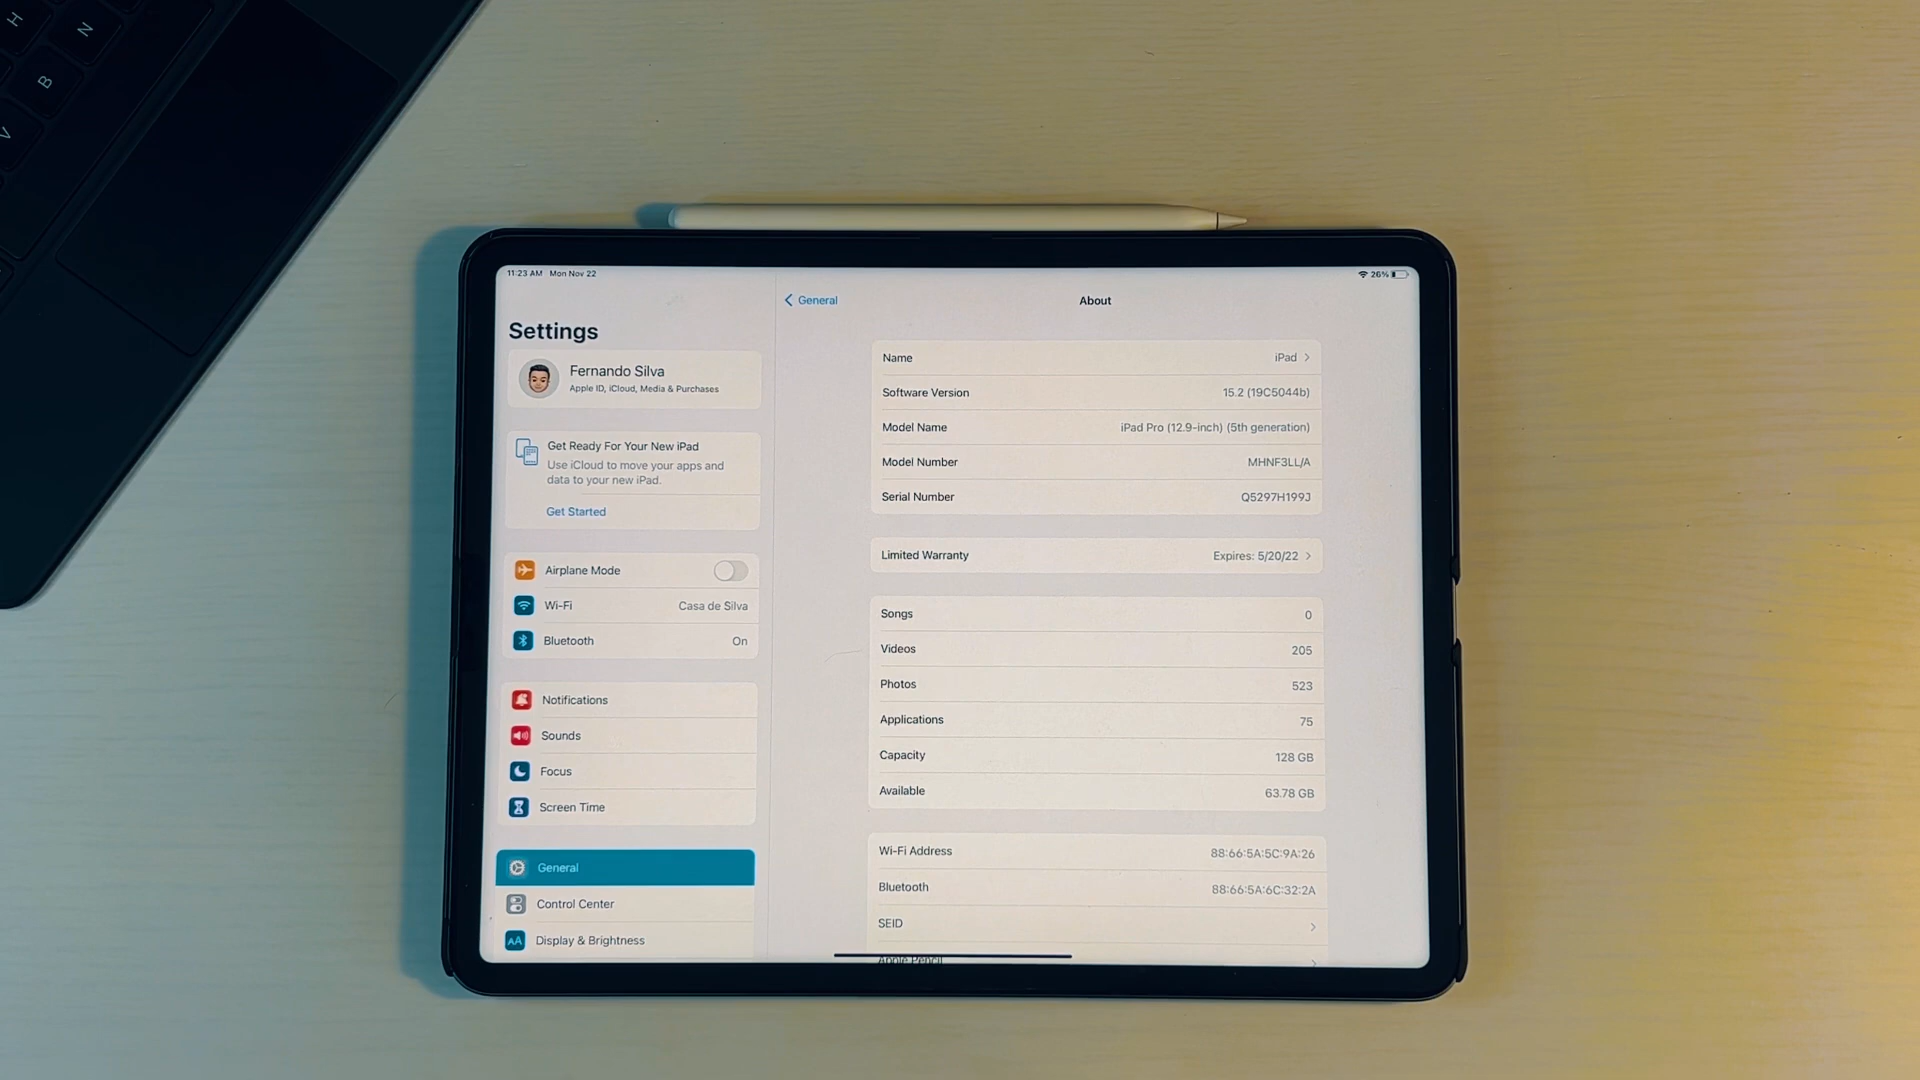 H
N
B
V
11:23 AM Mon Nov 22
26%
Settings
Fernando Silva
Apple ID, iCloud, Media & Purchases
Get Ready For Your New iPad
Use iCloud to move your apps and
data to your new iPad.
Get Started
Airplane Mode
Wi-Fi Casa de Silva
Bluetooth On
Notifications
Sounds
Focus
Screen Time
General
Control Center
AA Display & Brightness
General
About
Name iPad
Software Version 15.2 (19C5044b)
Model Name iPad Pro (12.9-inch) (5th generation)
Model Number MHNF3LL/A
Serial Number Q5297H199J
Limited Warranty Expires: 5/20/22
Songs 0
Videos 205
Photos 523
Applications 75
Capacity 128 GB
Available 63.78 GB
Wi-Fi Address 88:66:5A:5C:9A:26
Bluetooth 88:66:5A:6C:32:2A
SEID
Apple Pencil